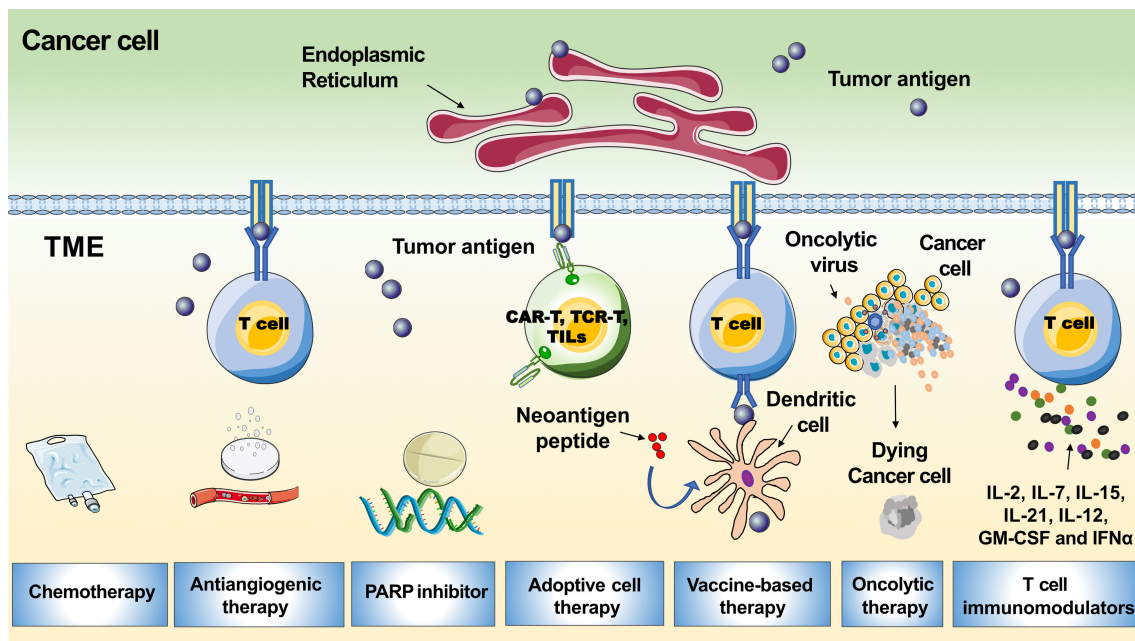 Cancer cell
Endoplasmic
Reticulum
Tumor antigen
TME
Tumor antigen
Oncolytic
virus
Cancer
cell
T cell
CAR-T, TCR-T,
TILs
T cell
T cell
Neoantigen
peptide
Dendritic
cell
Dying
Cancer cell
IL-2, IL-7, IL-15,
IL-21, IL-12,
GM-CSF and IFNα
Chemotherapy
Antiangiogenic
therapy
PARP inhibitor
Adoptive cell
therapy
Vaccine-based
therapy
Oncolytic
therapy
T cell
immunomodulators